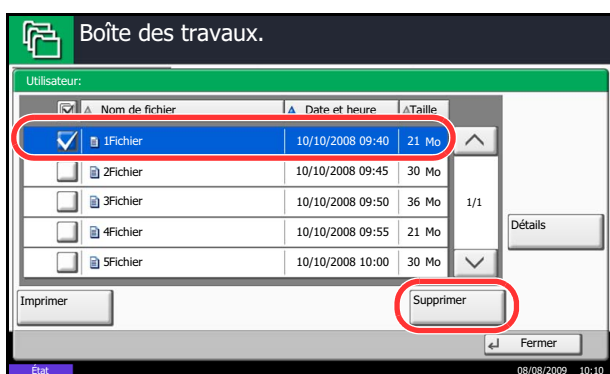 Boîte des travaux.
Utilisateur:
Nom de fichier Date et heure Taille
1Fichier 10/10/2008 09:40 21 Mo
2Fichier 10/10/2008 09:45 30 Mo
3Fichier 10/10/2008 09:50 36 Mo 1/1
4Fichier 10/10/2008 09:55 21 Mo
Détails
5Fichier 10/10/2008 10:00 30 Mo
Imprimer Supprimer
Fermer
État 08/08/2009 10:10